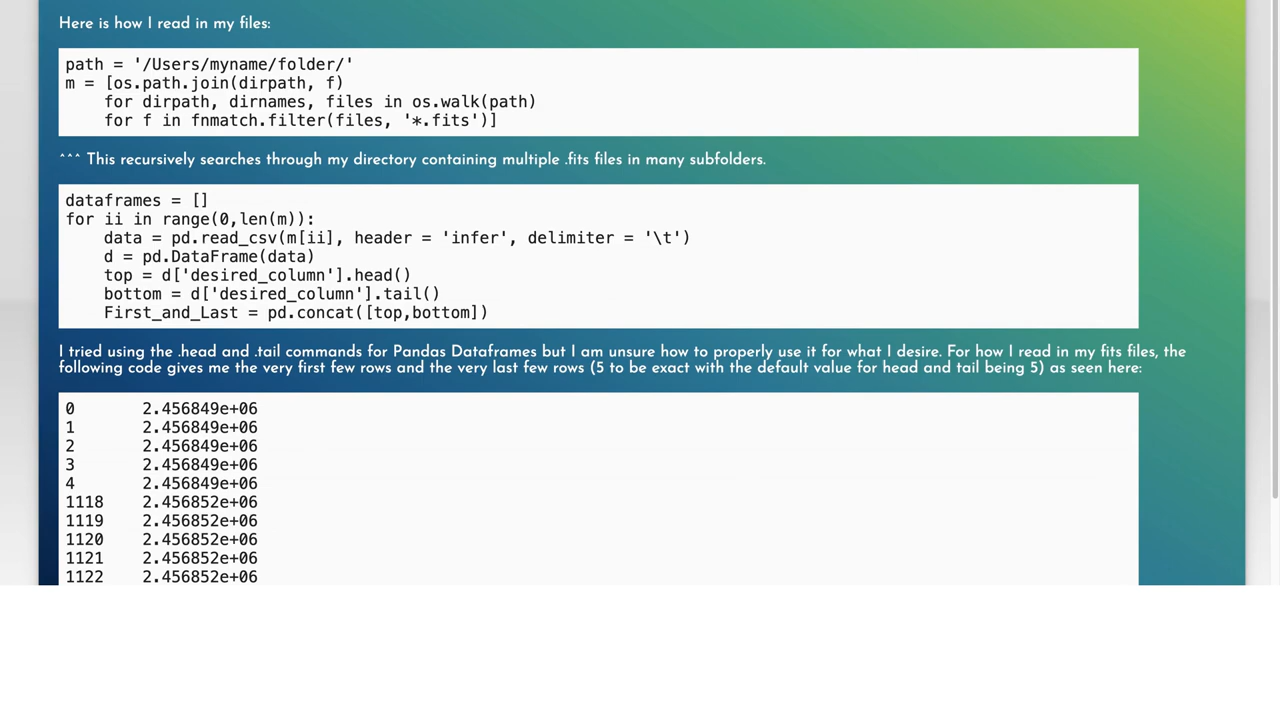 Here is how I read in my files:
path = '/Users/myname/folder/'
m = [os.path.join(dirpath, f)
    for dirpath, dirnames, files in os.walk(path)
    for f in fnmatch.filter(files, '*.fits')]
^^^ This recursively searches through my directory containing multiple .fits files in many subfolders.
dataframes = []
for ii in range(0,len(m)):
    data = pd.read_csv(m[ii], header = 'infer', delimiter = '\t')
    d = pd.DataFrame(data)
    top = d['desired_column'].head()
    bottom = d['desired_column'].tail()
    First_and_Last = pd.concat([top,bottom])
I tried using the .head and .tail commands for Pandas Dataframes but I am unsure how to properly use it for what I desire. For how I read in my fits files, the
following code gives me the very first few rows and the very last few rows (5 to be exact with the default value for head and tail being 5) as seen here:
0       2.456849e+06
1       2.456849e+06
2       2.456849e+06
3       2.456849e+06
4       2.456849e+06
1118    2.456852e+06
1119    2.456852e+06
1120    2.456852e+06
1121    2.456852e+06
1122    2.456852e+06